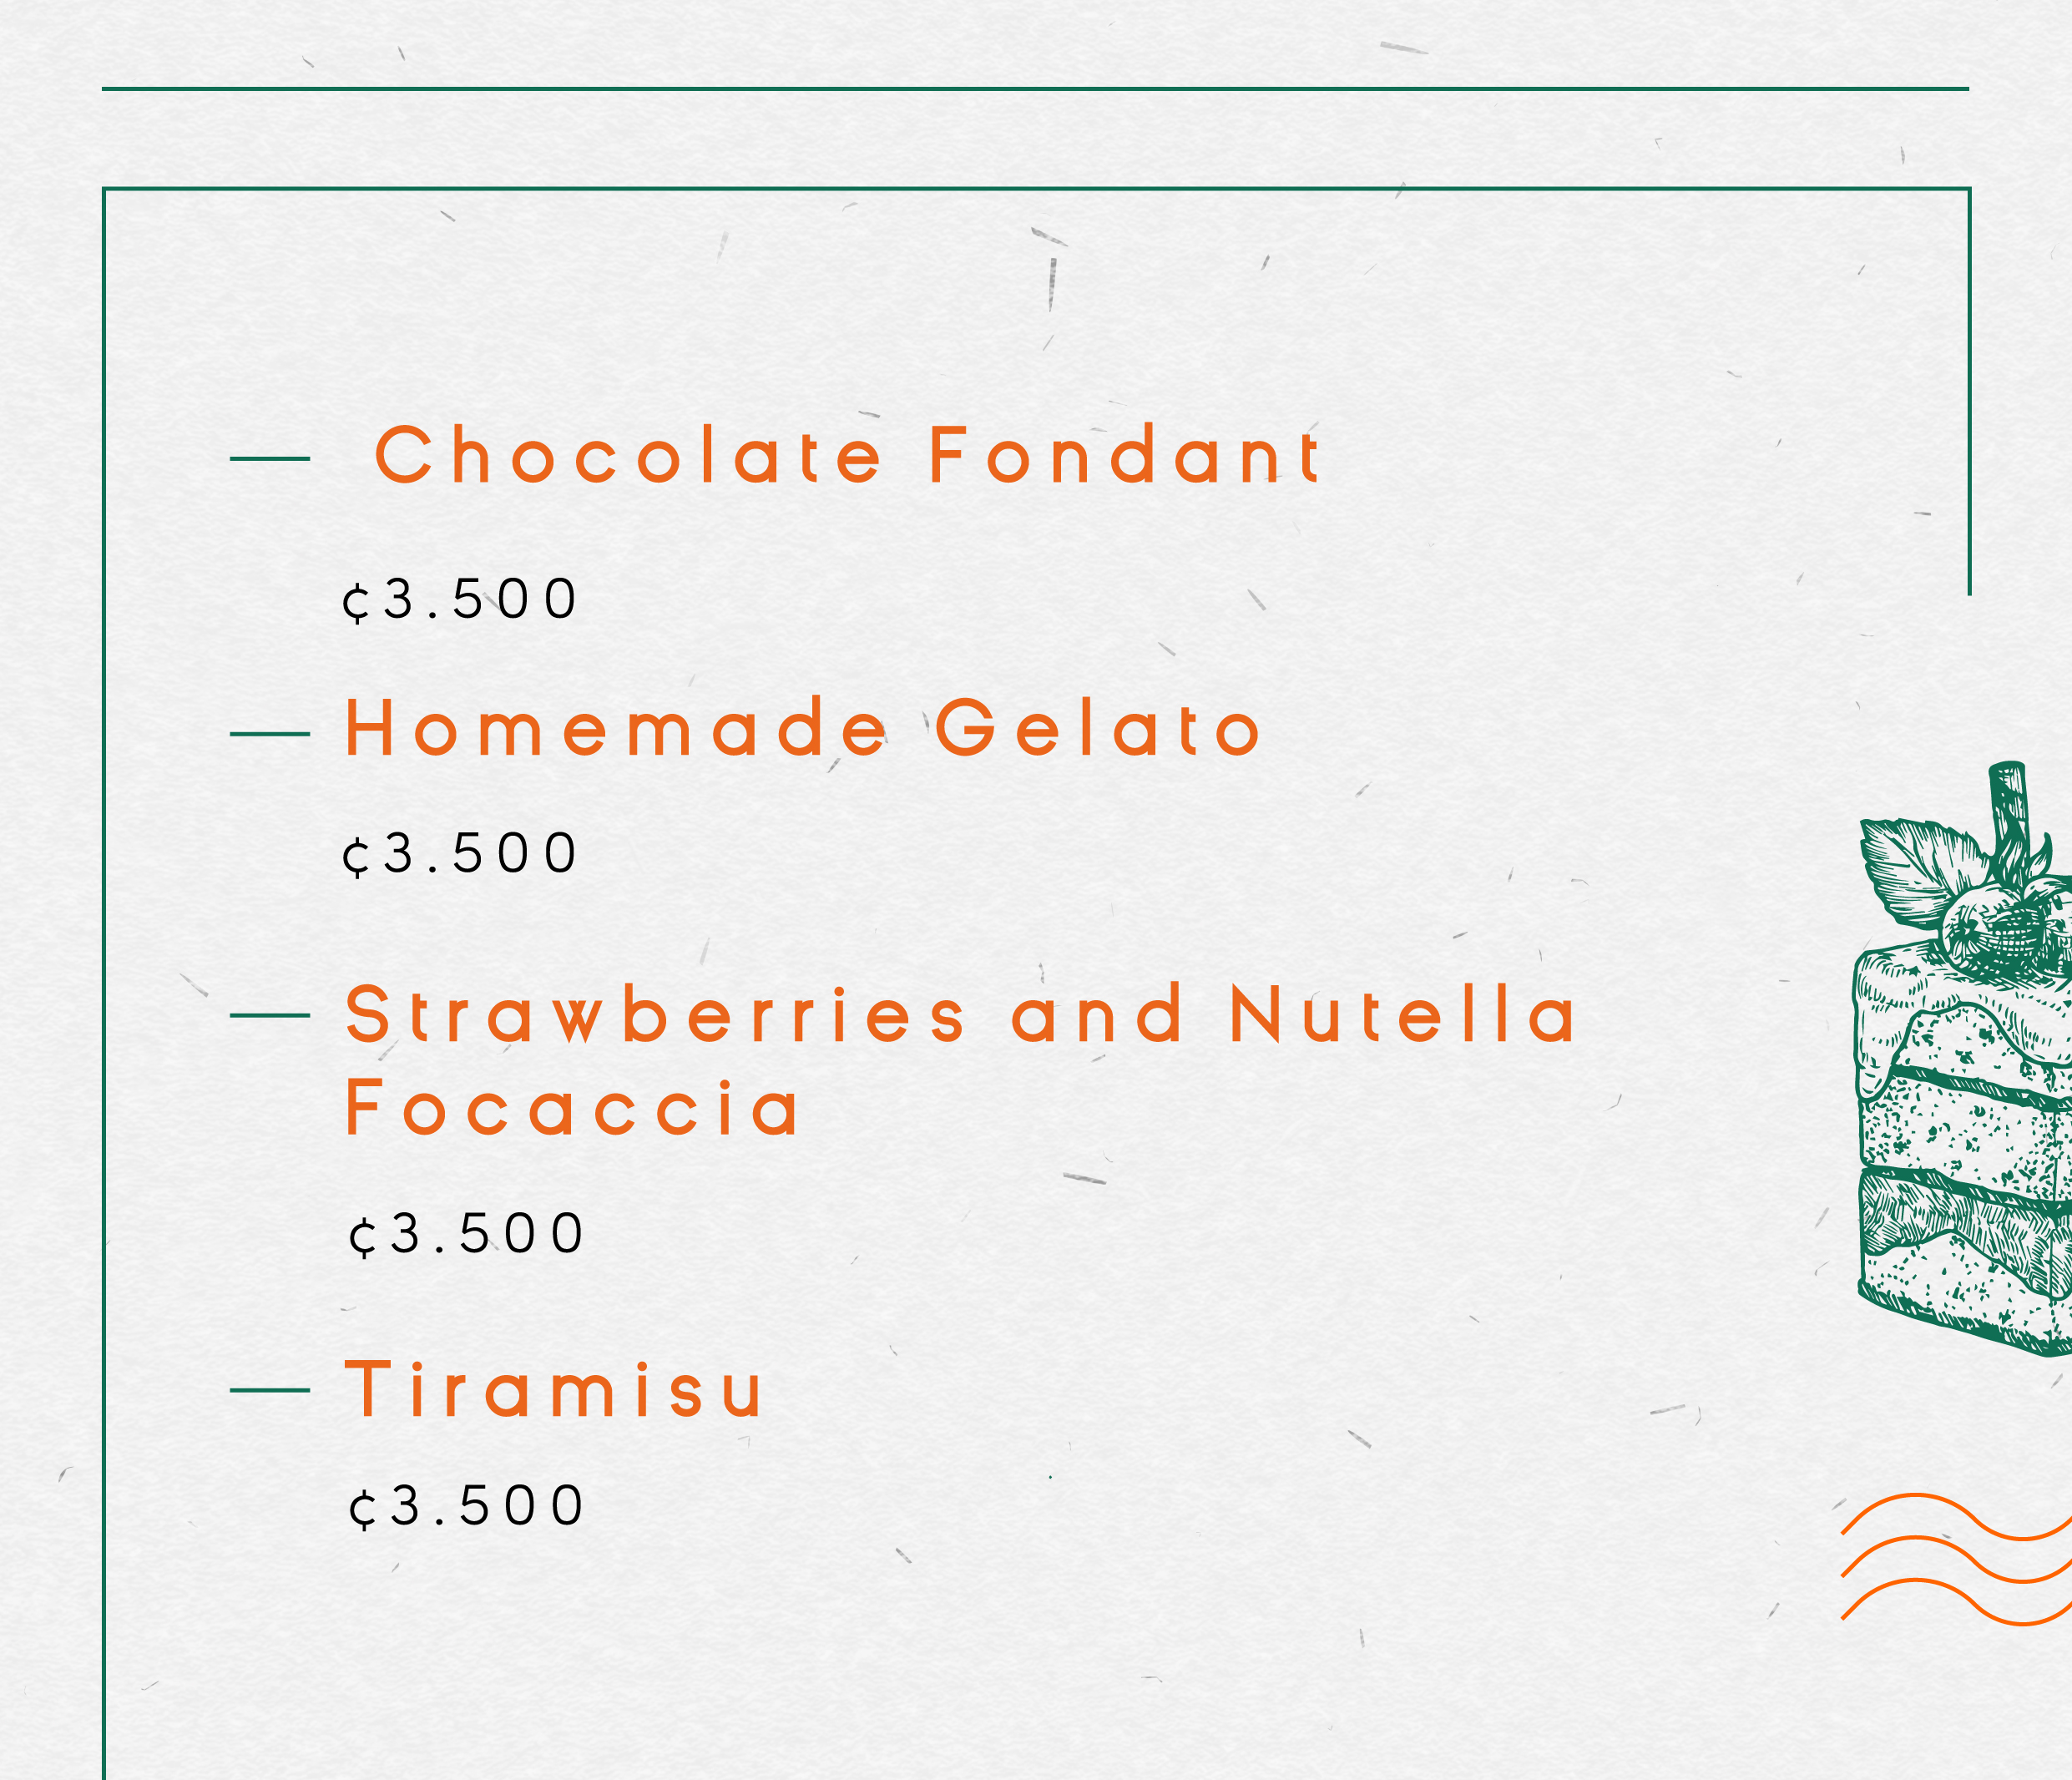 Chocolate Fondant
¢3.500
Homemade Gelato
¢3.500
Strawberries and Nutella
Focaccia
¢3.500
Tiramisu
¢3.500